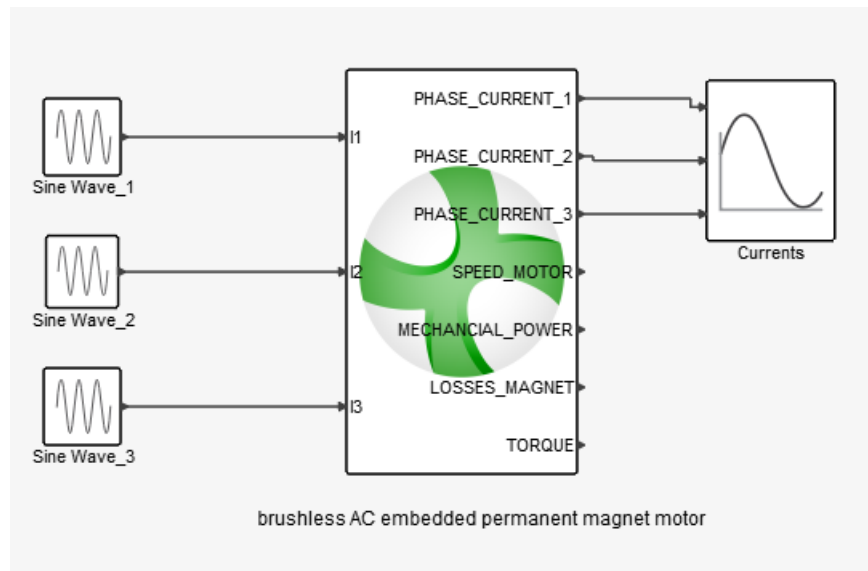 Sine Wave_1
Sine Wave_2
Sine Wave_3
I1
I2
I3
PHASE_CURRENT_1
PHASE_CURRENT_2
PHASE_CURRENT_3
SPEED_MOTOR
MECHANCIAL_POWER
LOSSES_MAGNET
TORQUE
Currents
brushless AC embedded permanent magnet motor